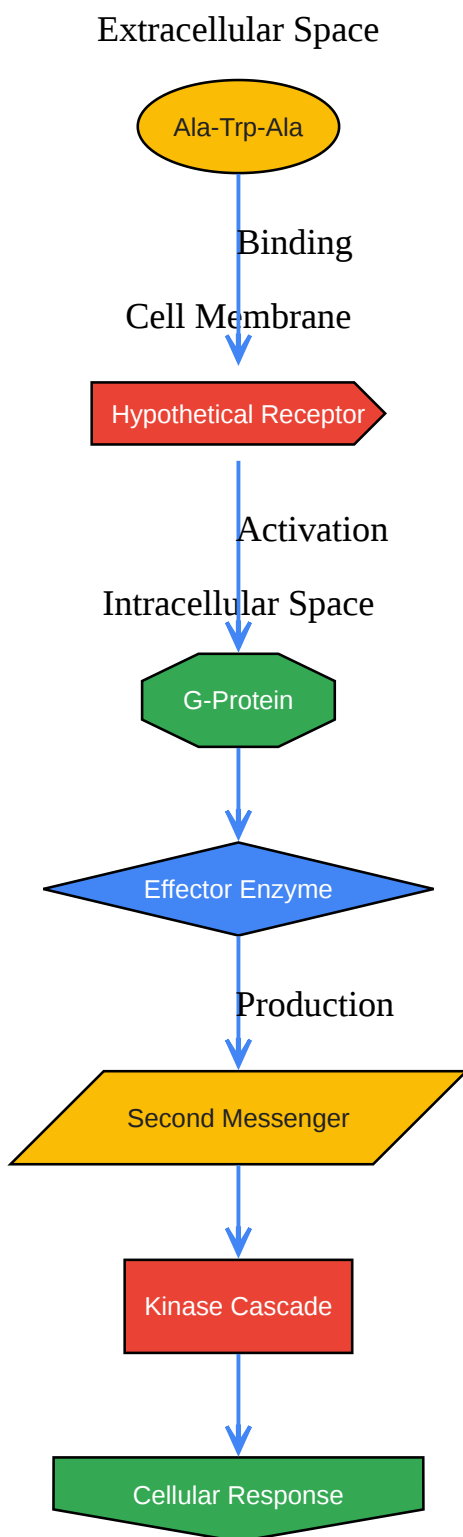 Extracellular Space
Ala-Trp-Ala
Binding
Cell Membrane
Hypothetical Receptor
Activation
Intracellular Space
G-Protein
Effector Enzyme
Production
Second Messenger
Kinase Cascade
Cellular Response